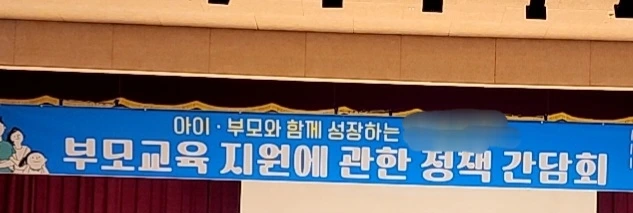 아이·부모와 함께 성장하는
부모교육 지원에 관한 정책 간담회